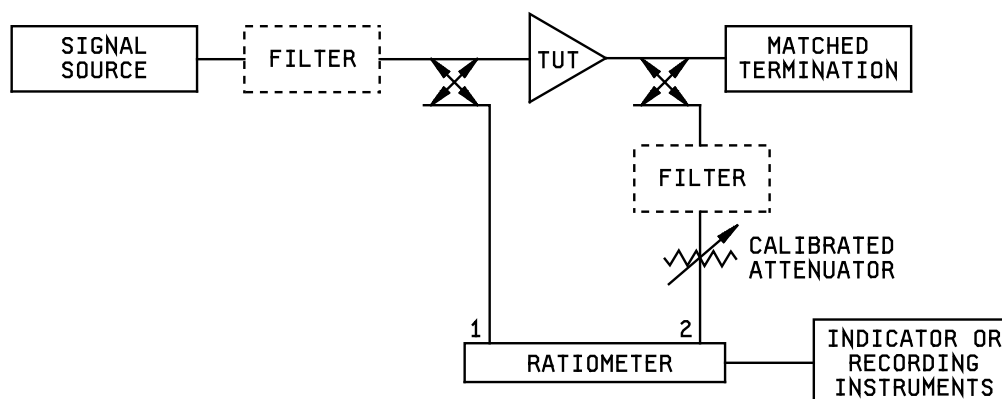 SIGNAL
SOURCE
FILTER
TUT
MATCHED
TERMINATION
FILTER
CALIBRATED
ATTENUATOR
1
2
RATIOMETER
INDICATOR OR
RECORDING
INSTRUMENTS